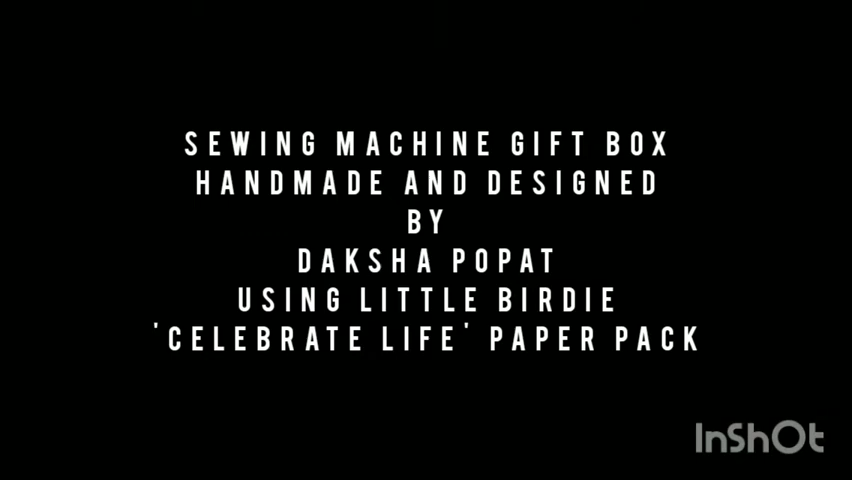 SEWING MACHINE GIFT BOX
HANDMADE AND DESIGNED
BY
DAKSHA POPAT
USING LITTLE BIRDIE
'CELEBRATE LIFE' PAPER PACK
InShOt